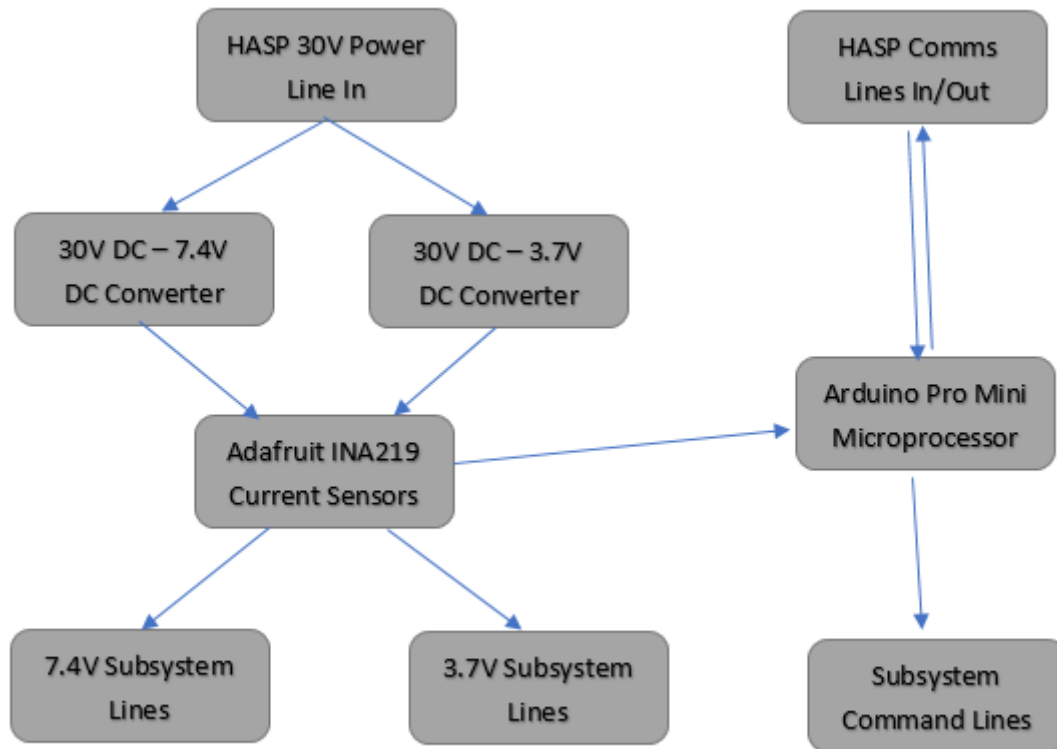 HASP 30V Power
Line In
HASP Comms
Lines In/Out
30V DC – 7.4V
DC Converter
30V DC – 3.7V
DC Converter
Arduino Pro Mini
Microprocessor
Adafruit INA219
Current Sensors
7.4V Subsystem
Lines
3.7V Subsystem
Lines
Subsystem
Command Lines